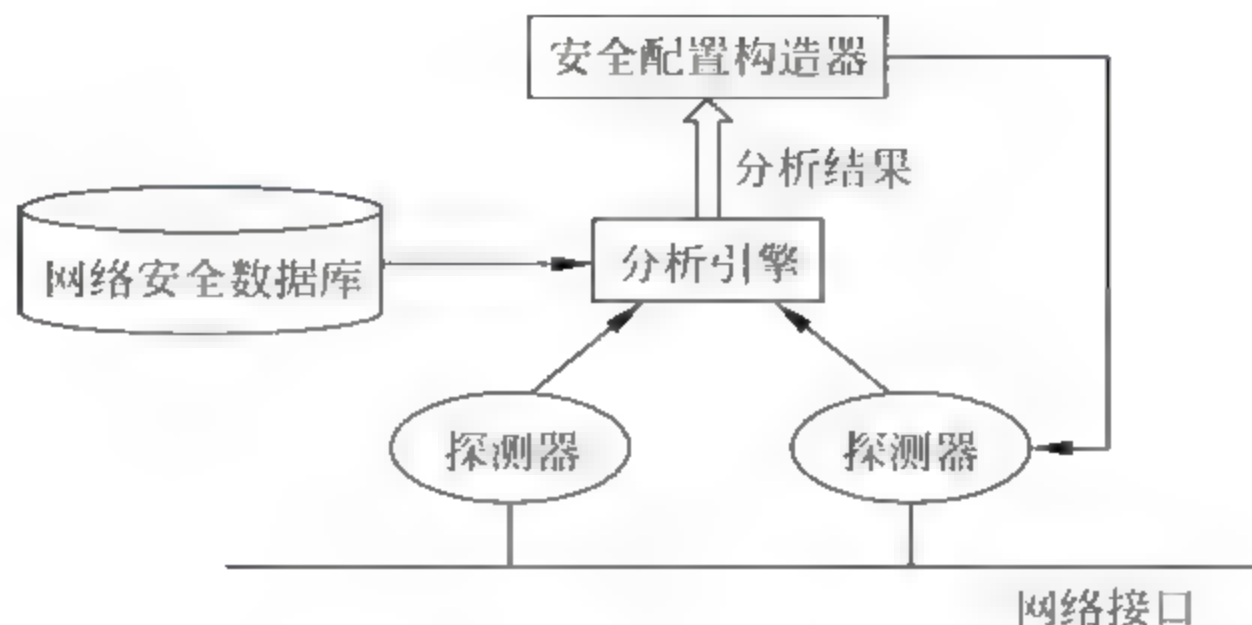 安全配置构造器
分析结果
网络安全数据库
分析引擎
探测器
探测器
网络接口